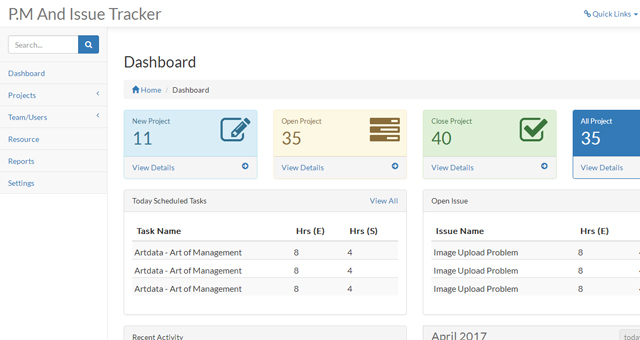 P.M And Issue Tracker
Quick Links
Search...
Dashboard
Projects
Team/Users
Resource
Reports
Settings
Dashboard
Home / Dashboard
New Project
11
View Details
Open Project
35
View Details
Close Project
40
View Details
All Project
35
View Details
Today Scheduled Tasks View All
Task Name Hrs (E) Hrs (S)
Artdata - Art of Management 8 4
Artdata - Art of Management 8 4
Artdata - Art of Management 8 4
Open Issue
Issue Name Hrs (E)
Image Upload Problem 8
Image Upload Problem 8
Image Upload Problem 8
Recent Activity
April 2017
toda